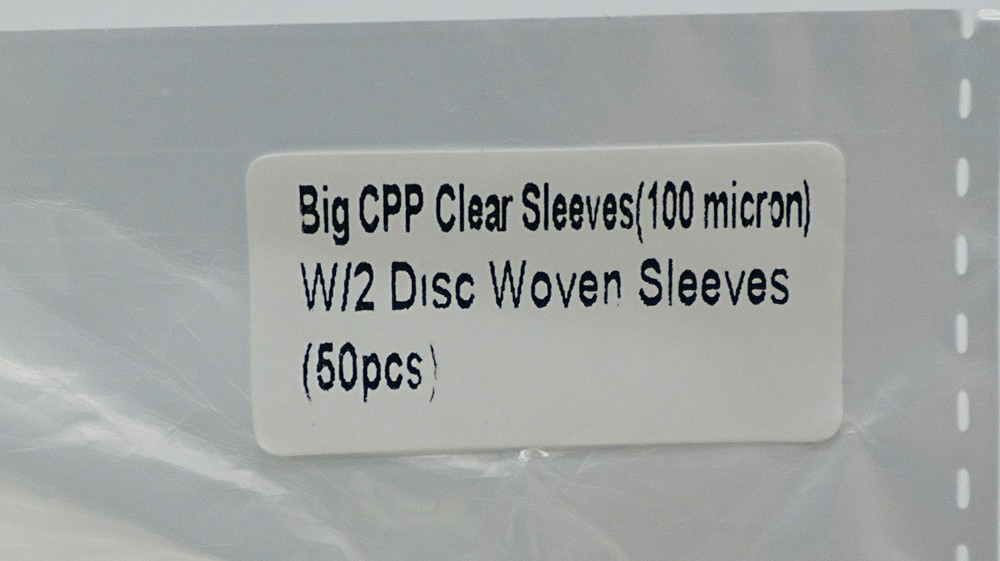 Big CPP Clear Sleeves(100 micron)
W/2 Disc Woven Sleeves
(50pcs)